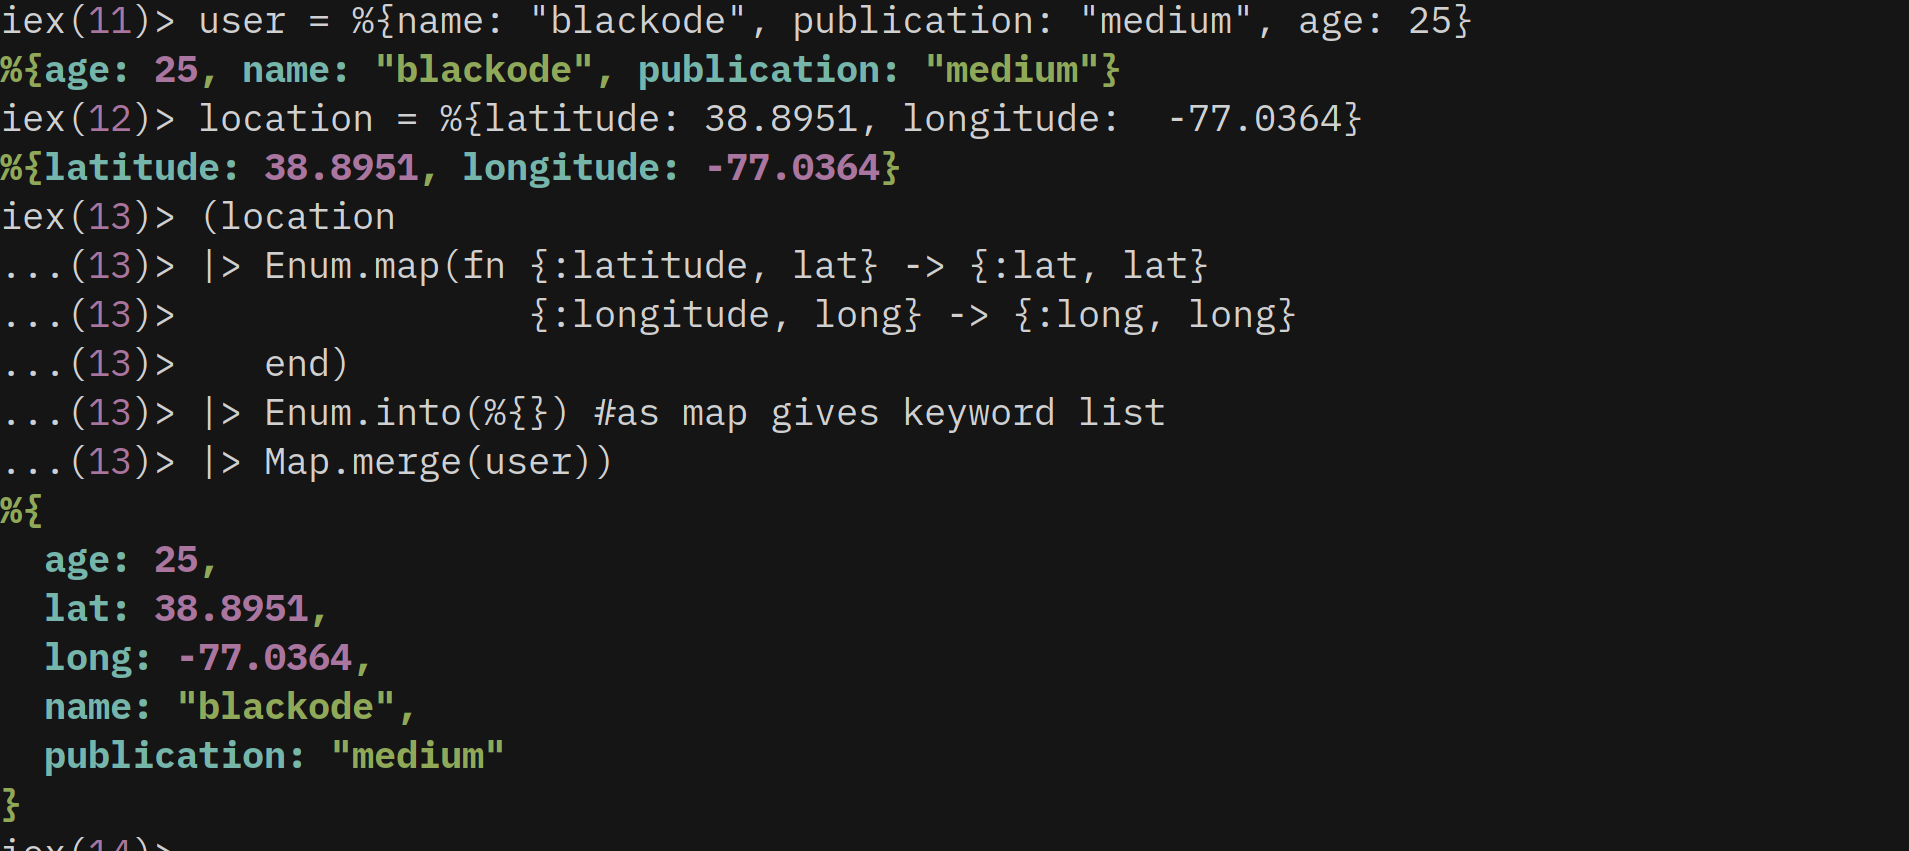 iex(11)> user = %{name: "blackode", publication: "medium", age: 25}
%{age: 25, name: "blackode", publication: "medium"}
iex(12)> location = %{latitude: 38.8951, longitude:  -77.0364}
%{latitude: 38.8951, longitude: -77.0364}
iex(13)> (location
...(13)> |> Enum.map(fn {:latitude, lat} -> {:lat, lat}
...(13)>                {:longitude, long} -> {:long, long}
...(13)>    end)
...(13)> |> Enum.into(%{}) #as map gives keyword list
...(13)> |> Map.merge(user))
%{
  age: 25,
  lat: 38.8951,
  long: -77.0364,
  name: "blackode",
  publication: "medium"
}
iex(14)>